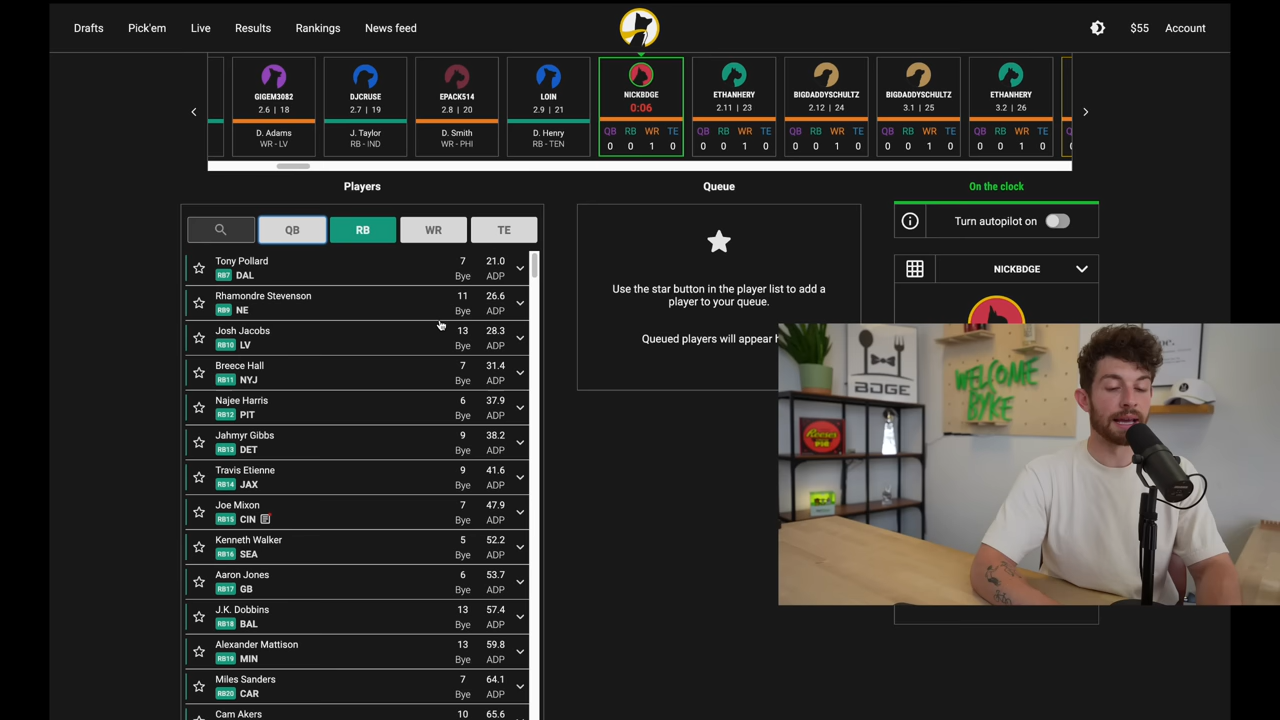 Drafts Pick'em Live Results Rankings News feed $55 Account
GIGEM3082
2.6 | 18
D. Adams
WR - LV
DJCRUSE
2.7 | 19
J. Taylor
RB - IND
EPACK514
2.8 | 20
D. Smith
WR - PHI
LOIN
2.9 | 21
D. Henry
RB - TEN
NICKBDGE
0:06
QB RB WR TE
0 0 1 0
ETHANHERY
2.11 | 23
QB RB WR TE
0 0 1 0
BIGDADDYSCHULTZ
2.12 | 24
QB RB WR TE
0 0 1 0
BIGDADDYSCHULTZ
3.1 | 25
QB RB WR TE
0 0 1 0
ETHANHERY
3.2 | 26
QB RB WR TE
0 0 1 0
Players
QB RB WR TE
Tony Pollard 7 21.0
RB7 DAL Bye ADP
Rhamondre Stevenson 11 26.6
RB9 NE Bye ADP
Josh Jacobs 13 28.3
RB10 LV Bye ADP
Breece Hall 7 31.4
RB11 NYJ Bye ADP
Najee Harris 6 37.9
RB12 PIT Bye ADP
Jahmyr Gibbs 9 38.2
RB13 DET Bye ADP
Travis Etienne 9 41.6
RB14 JAX Bye ADP
Joe Mixon 7 47.9
RB15 CIN Bye ADP
Kenneth Walker 5 52.2
RB16 SEA Bye ADP
Aaron Jones 6 53.7
RB17 GB Bye ADP
J.K. Dobbins 13 57.4
RB18 BAL Bye ADP
Alexander Mattison 13 59.8
RB19 MIN Bye ADP
Miles Sanders 7 64.1
RB20 CAR Bye ADP
Cam Akers 10 65.6
Queue
Use the star button in the player list to add a
player to your queue.
Queued players will appear
On the clock
Turn autopilot on
NICKBDGE
BDGE
WELCOME
BYKE
REESE'S